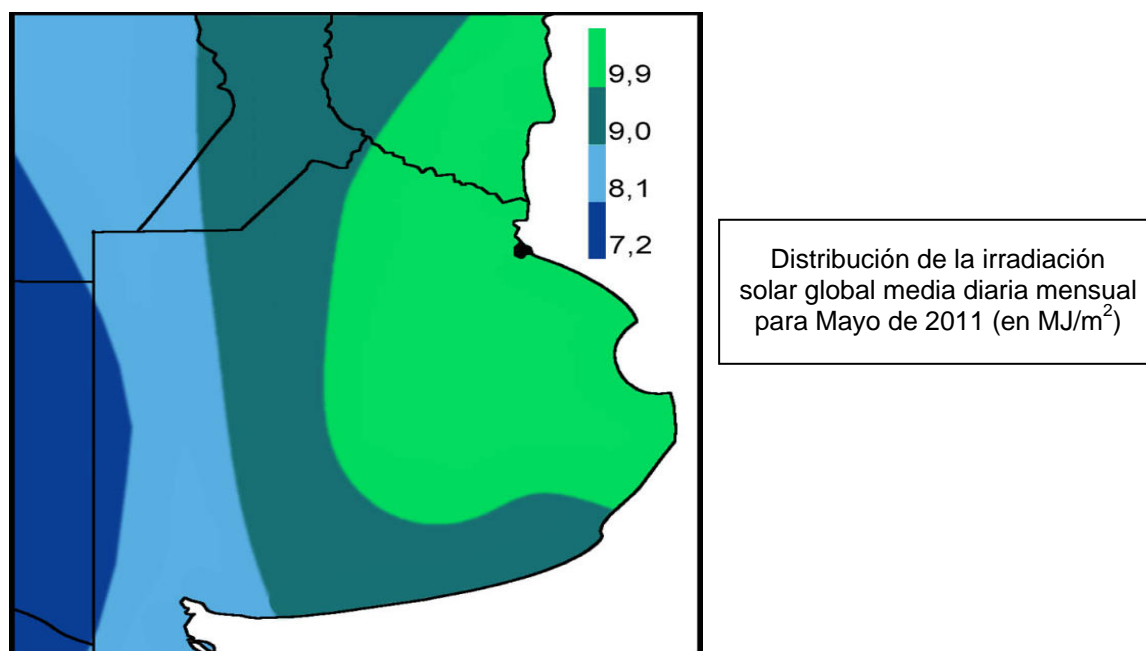 9,9
9,0
8,1
7,2
Distribución de la irradiación
solar global media diaria mensual
para Mayo de 2011 (en MJ/m²)